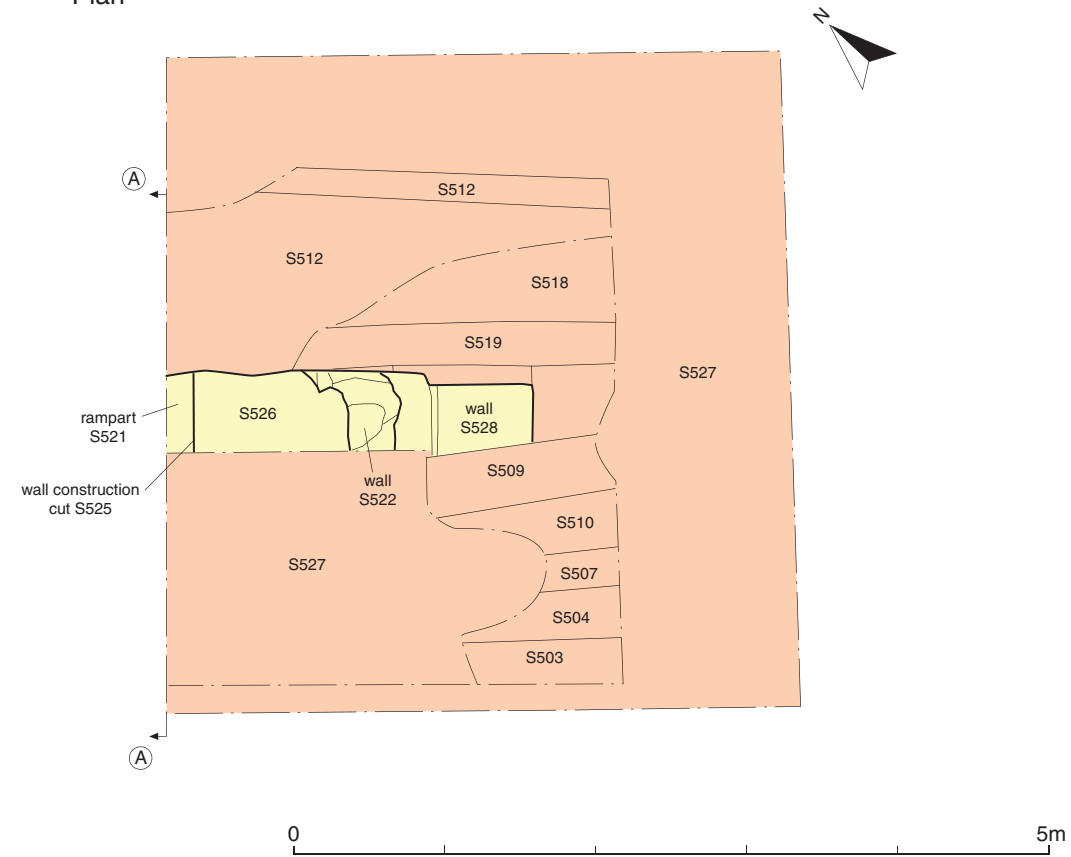 Plan
N
A
S512
S512
S518
S519
S527
rampart
S521
S526
wall
S528
wall construction
cut S525
wall
S522
S509
S510
S527
S507
S504
S503
A
0 5m